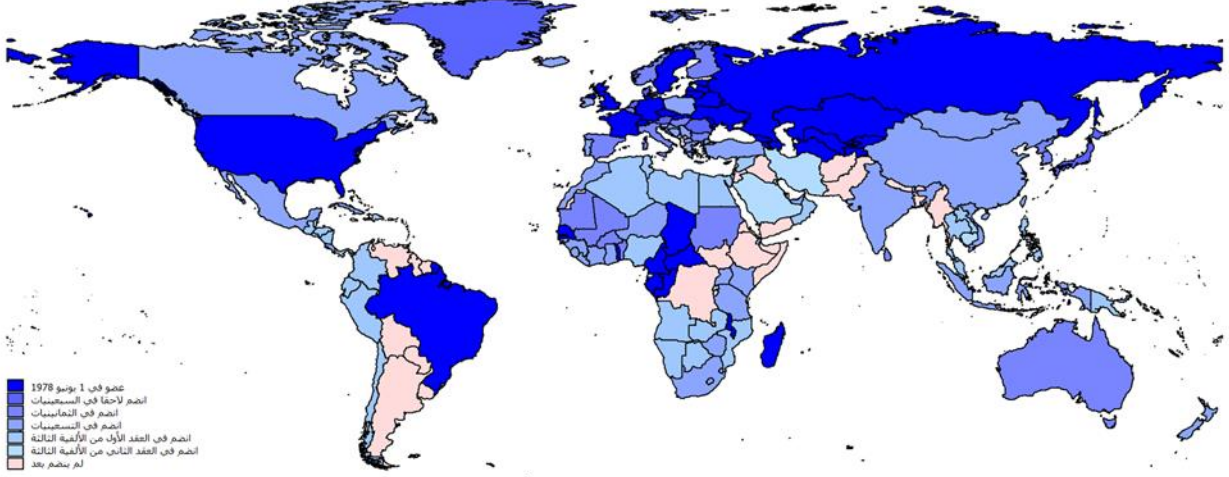 عضو في 1 يونيو 1978
انضم لاحقا في السبعينيات
انضم في الثمانينيات
انضم في التسعينيات
انضم في العقد الأول من الألفية الثالثة
انضم في العقد الثاني من الألفية الثالثة
لم ينضم بعد